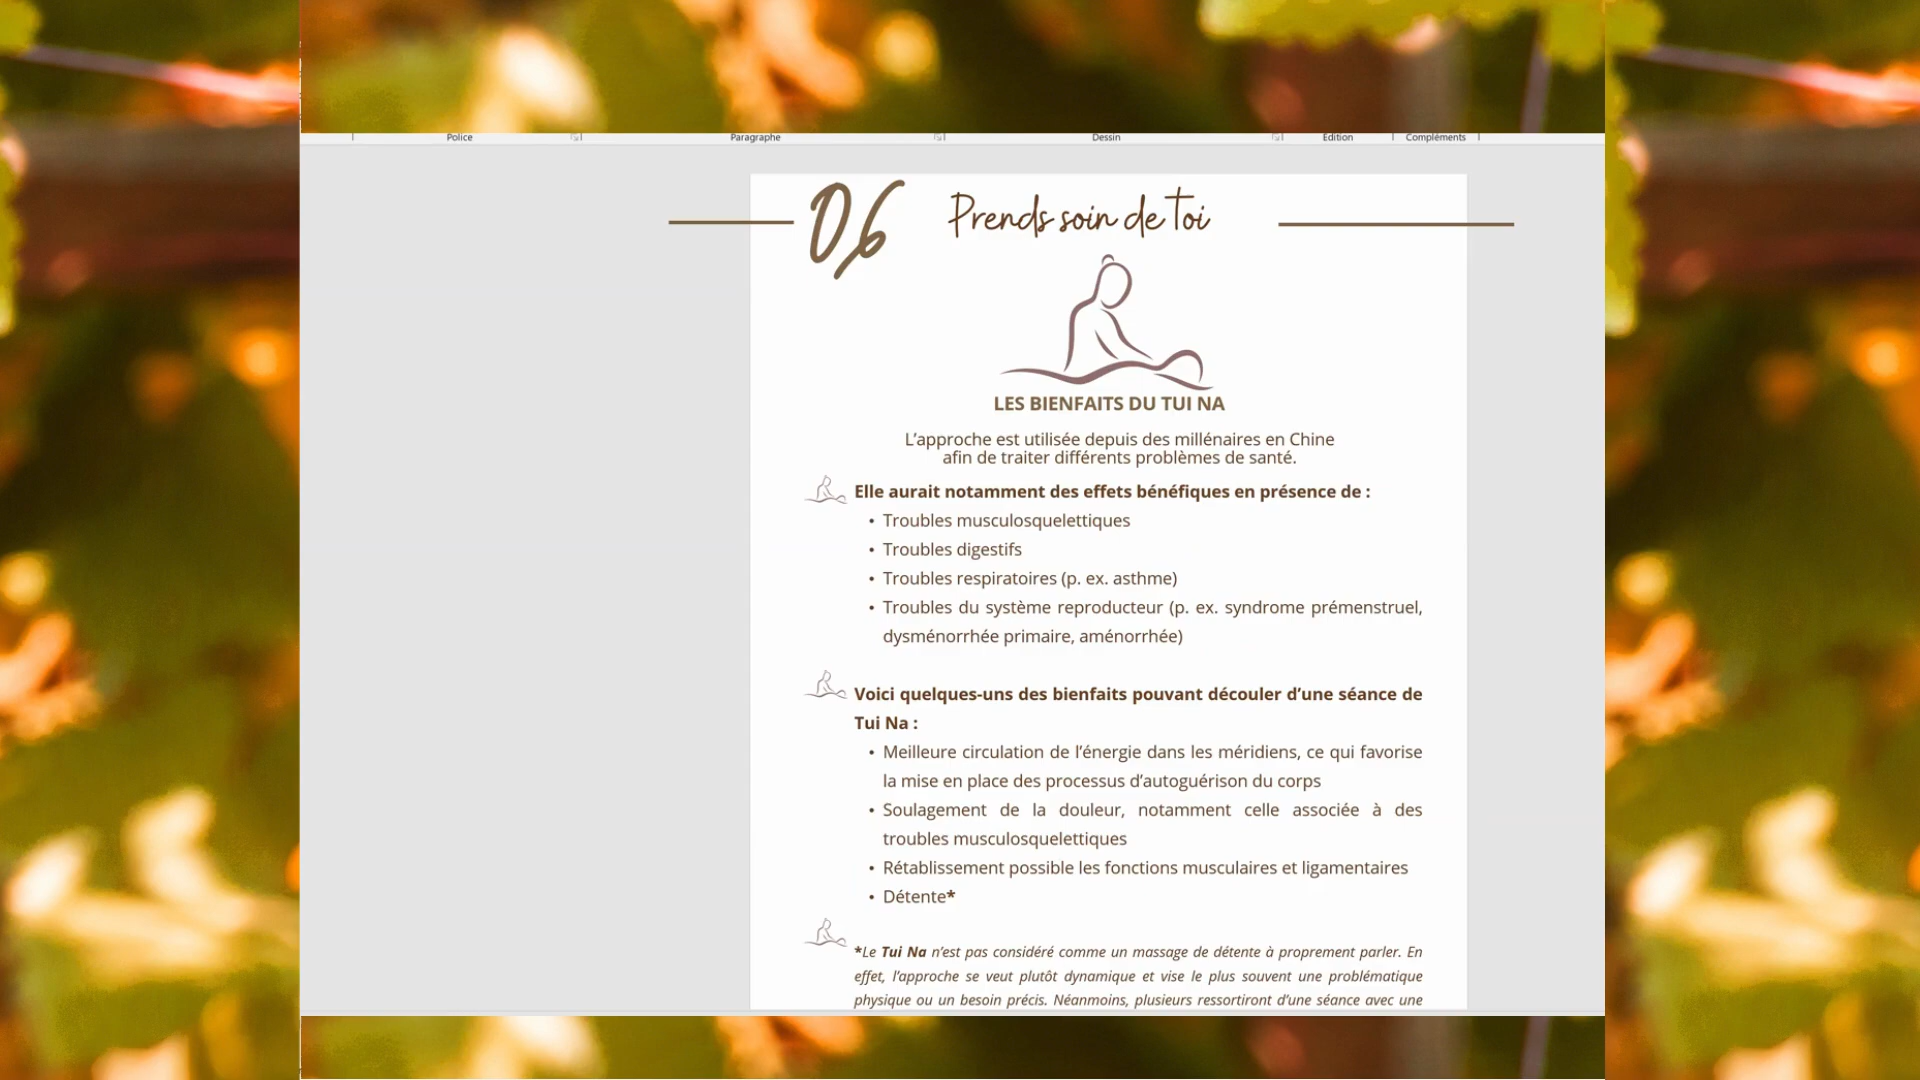 Police Paragraphe Dessin Edition Compléments
06 Prends soin de toi
LES BIENFAITS DU TUI NA
L’approche est utilisée depuis des millénaires en Chine
afin de traiter différents problèmes de santé.
Elle aurait notamment des effets bénéfiques en présence de :
• Troubles musculosquelettiques
• Troubles digestifs
• Troubles respiratoires (p. ex. asthme)
• Troubles du système reproducteur (p. ex. syndrome prémenstruel,
dysménorrhée primaire, aménorrhée)
Voici quelques-uns des bienfaits pouvant découler d’une séance de
Tui Na :
• Meilleure circulation de l’énergie dans les méridiens, ce qui favorise
la mise en place des processus d’autoguérison du corps
• Soulagement de la douleur, notamment celle associée à des
troubles musculosquelettiques
• Rétablissement possible les fonctions musculaires et ligamentaires
• Détente*
*Le Tui Na n’est pas considéré comme un massage de détente à proprement parler. En
effet, l’approche se veut plutôt dynamique et vise le plus souvent une problématique
physique ou un besoin précis. Néanmoins, plusieurs ressortiront d’une séance avec une